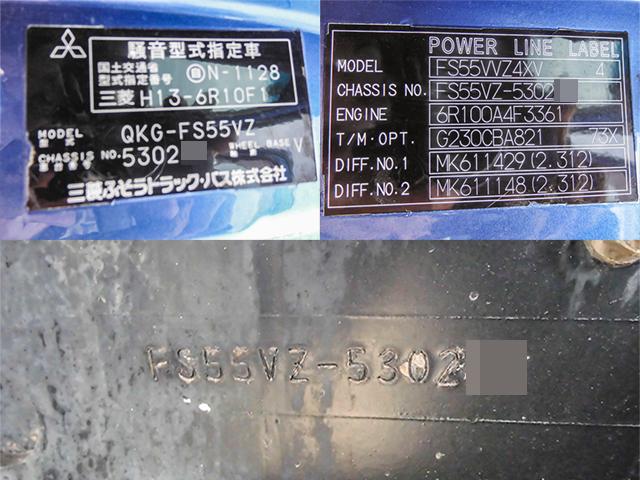 騒音型式指定車
国土交通省
型式指定番号
N-1128
三菱 H13-6R10F1
MODEL
型式
QKG-FS55VZ
CHASSIS NO. 5302
WHEEL BASE V
三菱ふそうトラック・バス株式会社
POWER LINE LABEL
MODEL FS55VVZ4XV 4
CHASSIS NO. FS55VZ-5302
ENGINE 6R100A4F3361
T/M·OPT. G230CBA821 73X
DIFF.NO.1 MK611429(2.312)
DIFF.NO.2 MK611148(2.312)
FS55VZ-5302